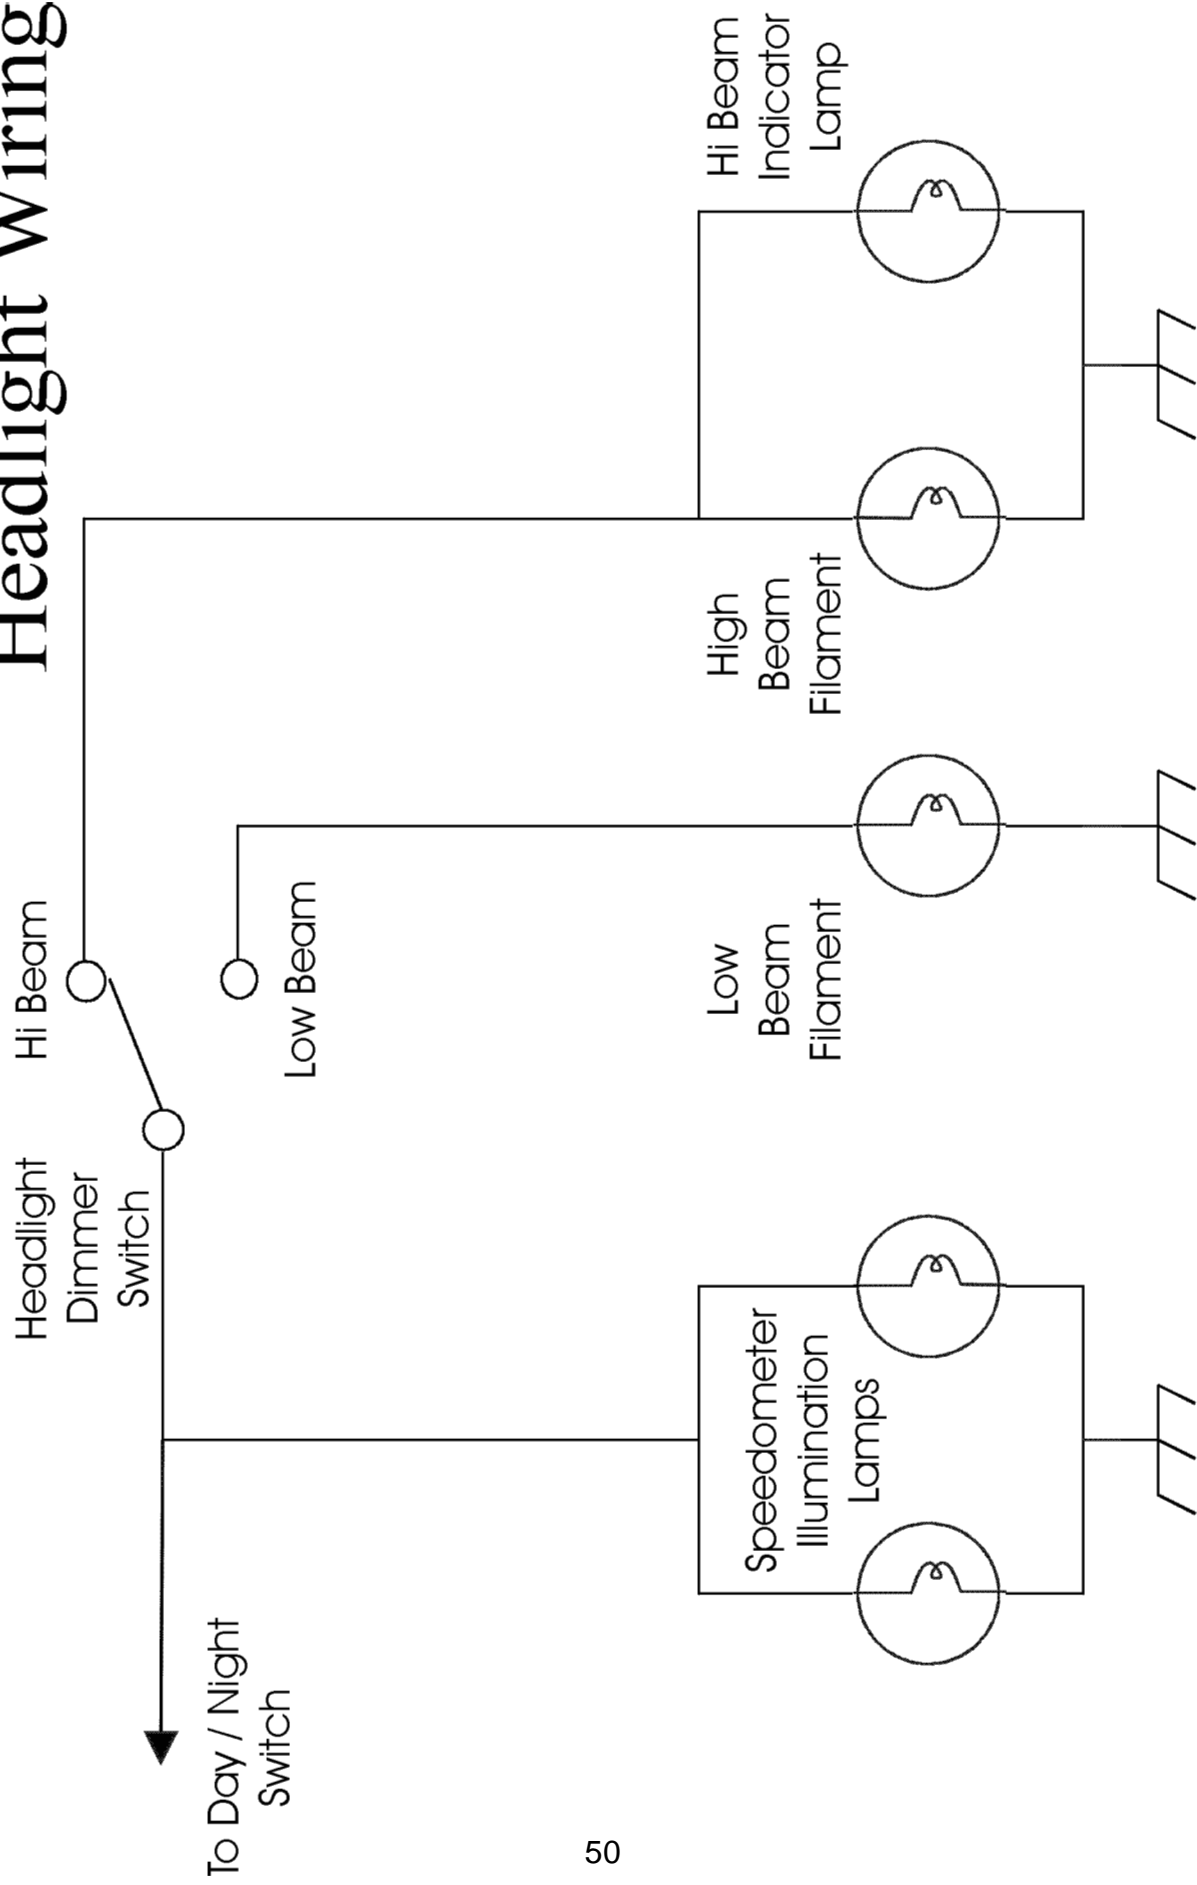 Headlight Wiring
Headlight
Dimmer
Switch
Hi Beam
Low Beam
To Day / Night
Switch
Speedometer
Illumination
Lamps
Low
Beam
Filament
High
Beam
Filament
Hi Beam
Indicator
Lamp
50